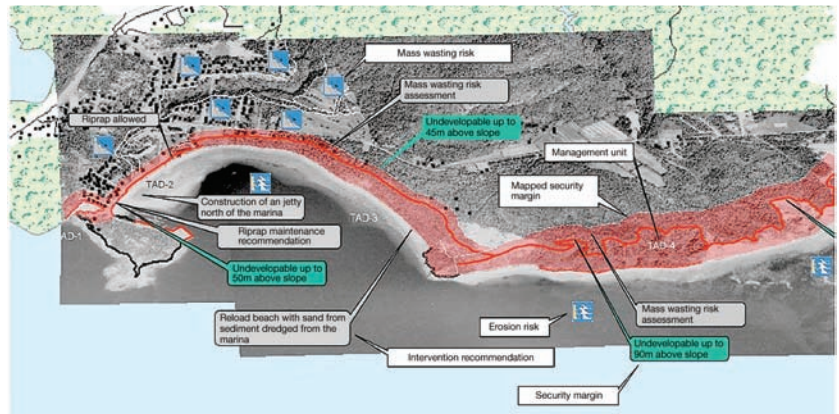 Mass wasting risk
Mass wasting risk
assessment
Riprap allowed
Undevelopable up to
45m above slope
Management unit
TAD-2
Mapped security
margin
Construction of an jetty
north of the marina
TAD-3
Riprap maintenance
recommendation
AD-1
TAD-4
Undevelopable up to
50m above slope
Reload beach with sand from
sediment dredged from the
marina
Mass wasting risk
assessment
Erosion risk
Undevelopable up to
90m above slope
Intervention recommendation
Security margin